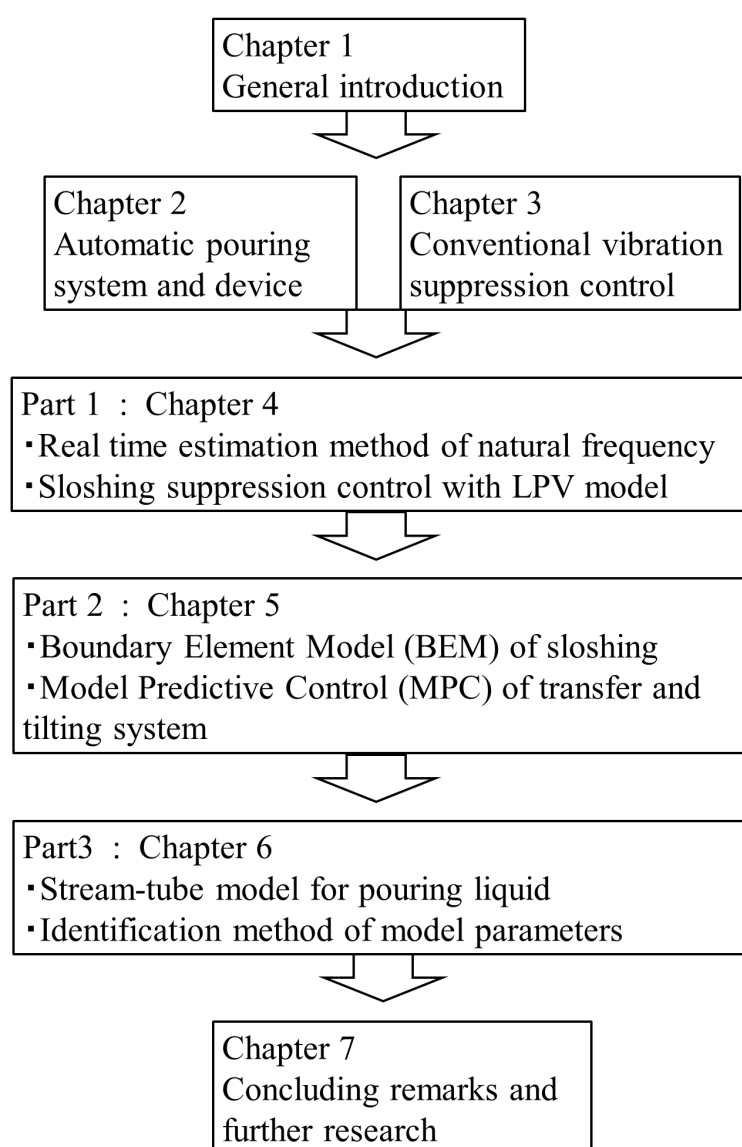 Chapter 1
General introduction
Chapter 2
Automatic pouring
system and device
Chapter 3
Conventional vibration
suppression control
Part 1 : Chapter 4
・Real time estimation method of natural frequency
・Sloshing suppression control with LPV model
Part 2 : Chapter 5
・Boundary Element Model (BEM) of sloshing
・Model Predictive Control (MPC) of transfer and
tilting system
Part3 : Chapter 6
・Stream-tube model for pouring liquid
・Identification method of model parameters
Chapter 7
Concluding remarks and
further research